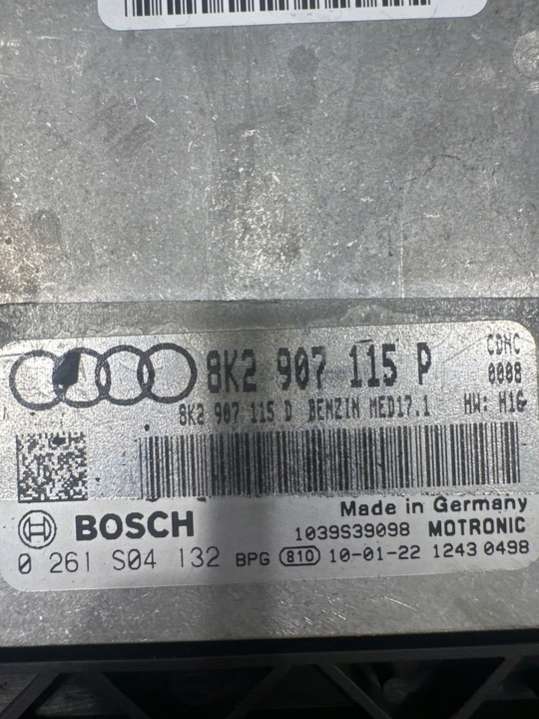 8K2 907 115 P
CDNC
0008
8K2 907 115 D BENZIN MED17.1 HW: H16
BOSCH
Made in Germany
1039S39098 MOTRONIC
0 261 S04 132 BPG 810 10-01-22 1243 0498